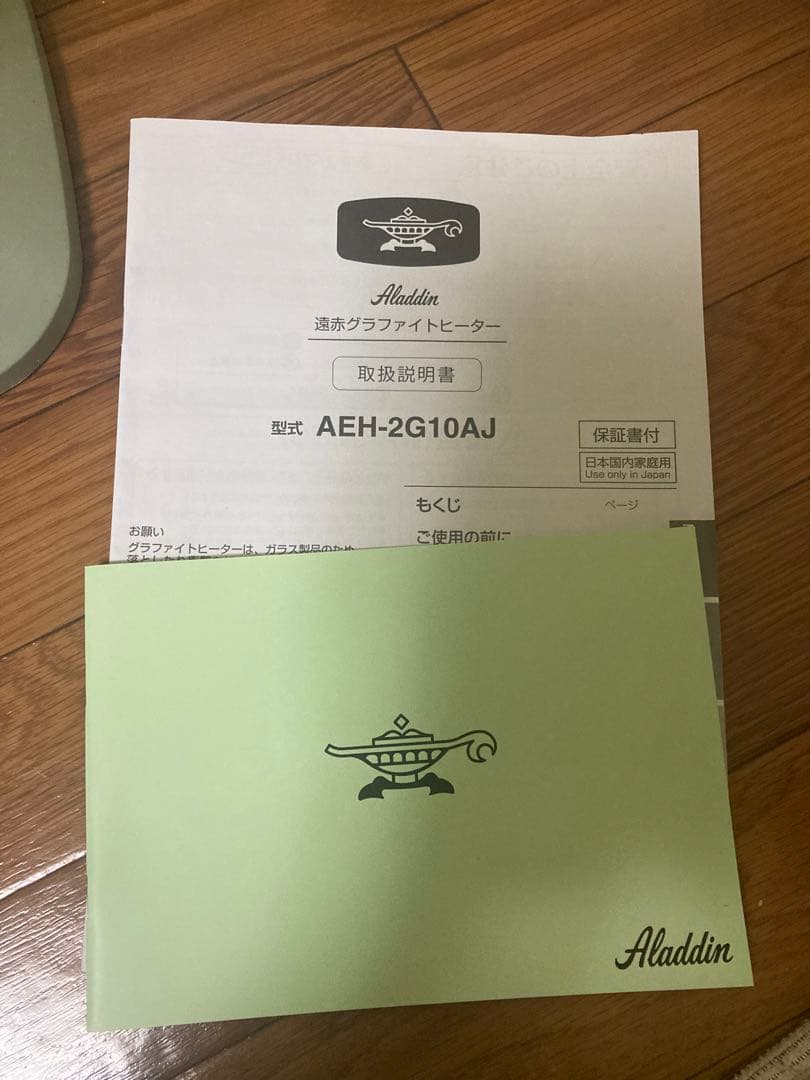 Aladdin
遠赤グラファイトヒーター
取扱説明書
型式 AEH-2G10AJ
保証書付
日本国内家庭用
Use only in Japan
もくじ ページ
ご使用の前に
お願い
グラファイトヒーターは、ガラス製品のため
Aladdin